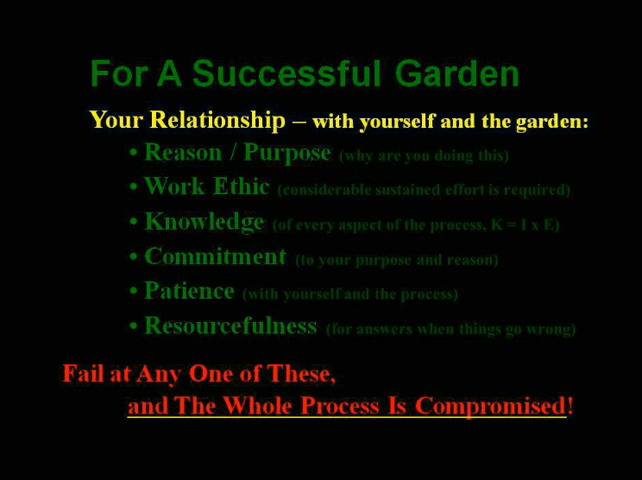 For A Successful Garden
Your Relationship – with yourself and the garden:
• Reason / Purpose (why are you doing this)
• Work Ethic (considerable sustained effort is required)
• Knowledge (of every aspect of the process, K = I x E)
• Commitment (to your purpose and reason)
• Patience (with yourself and the process)
• Resourcefulness (for answers when things go wrong)
Fail at Any One of These,
and The Whole Process Is Compromised!